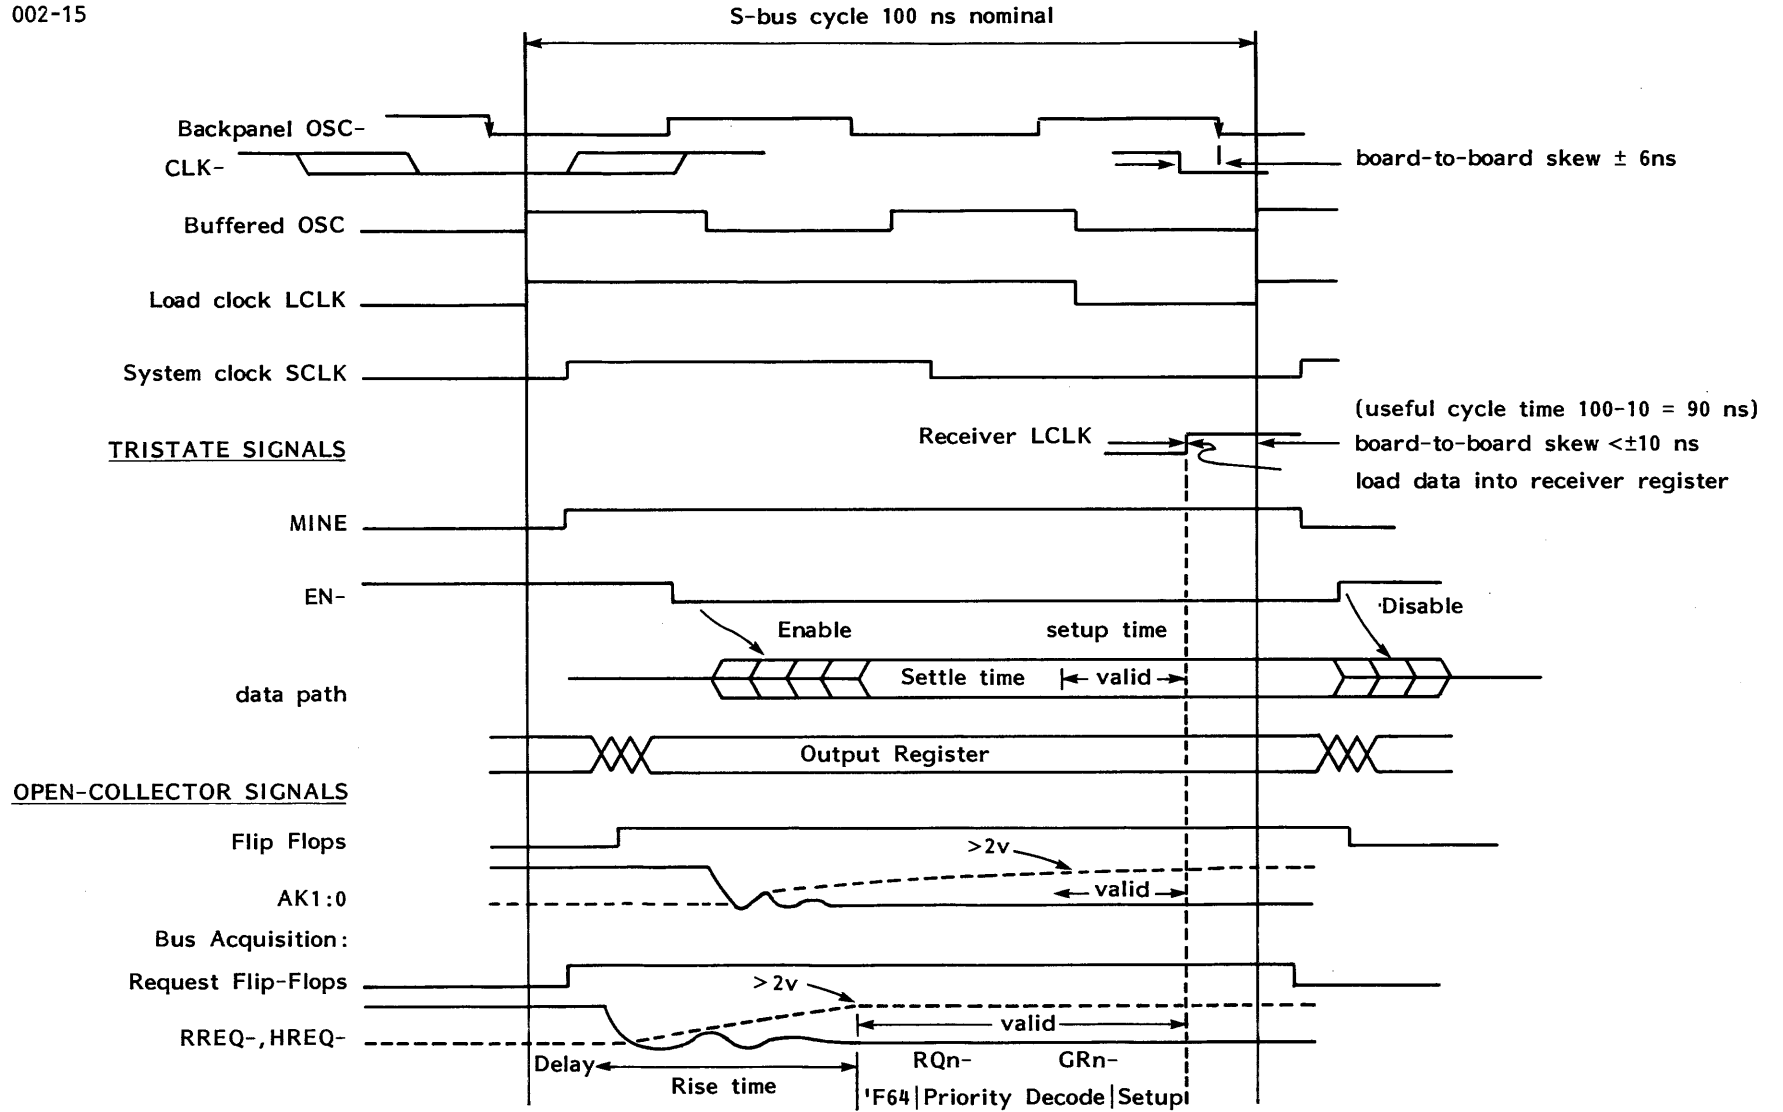 002-15
S-bus cycle 100 ns nominal
Backpanel OSC-
CLK-
board-to-board skew ± 6ns
Buffered OSC
Load clock LCLK
System clock SCLK
(useful cycle time 100-10 = 90 ns)
TRISTATE SIGNALS
Receiver LCLK
board-to-board skew <±10 ns
load data into receiver register
MINE
EN-
Enable
setup time
Disable
data path
Settle time
valid
Output Register
OPEN-COLLECTOR SIGNALS
Flip Flops
>2v
AK1:0
valid
Bus Acquisition:
Request Flip-Flops
>2v
RREQ-,HREQ-
valid
Delay
Rise time
RQn-
GRn-
'F64|Priority Decode|Setup